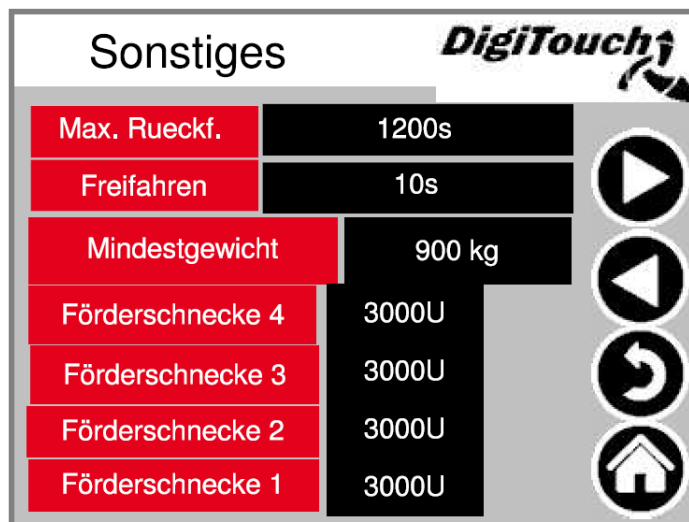 Sonstiges
DigiTouch
Max. Rueckf. 1200s
Freifahren 10s
Mindestgewicht 900 kg
Förderschnecke 4 3000U
Förderschnecke 3 3000U
Förderschnecke 2 3000U
Förderschnecke 1 3000U